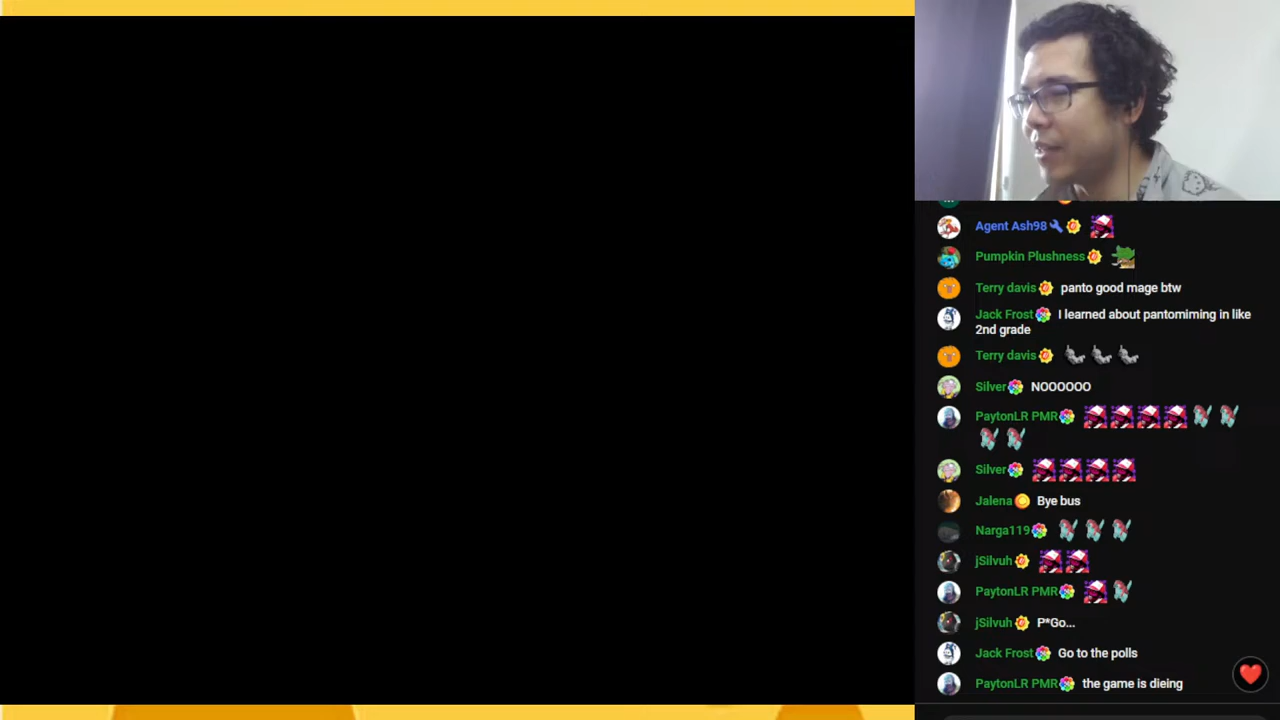 Agent Ash98
Pumpkin Plushness
Terry davis panto good mage btw
Jack Frost I learned about pantomiming in like
2nd grade
Terry davis
Silver NOOOOOO
PaytonLR PMR
Silver
Jalena Bye bus
Narga119
jSilvuh
PaytonLR PMR
jSilvuh P*Go...
Jack Frost Go to the polls
PaytonLR PMR the game is dieing